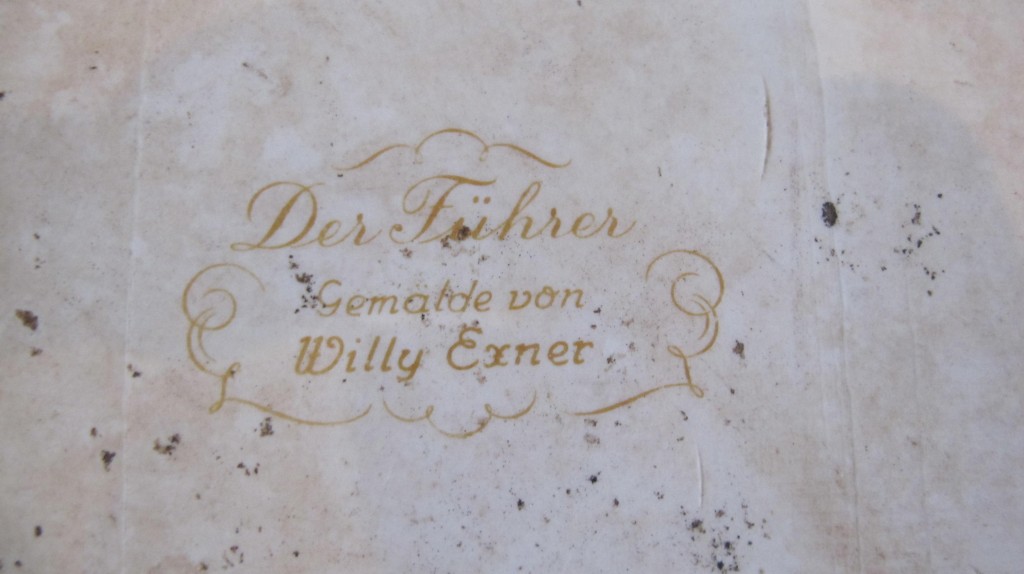 Der Führer
Gemalde von
Willy Exner